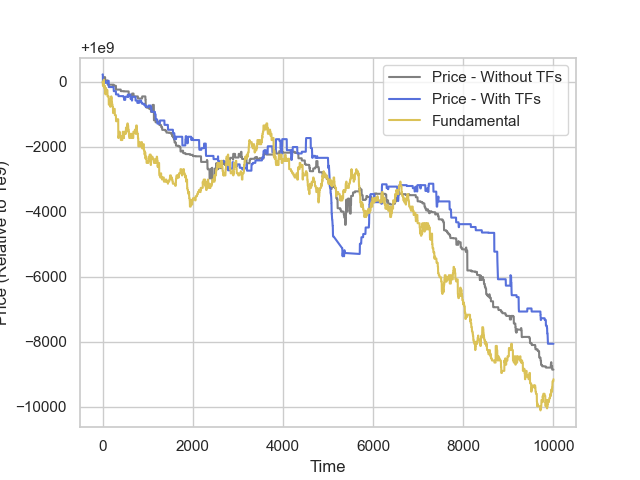 +1e9
Price - Without TFs
Price - With TFs
Fundamental
0
−2000
−4000
−6000
−8000
−10000
Price (Relative to 1e9)
0
2000
4000
6000
8000
10000
Time